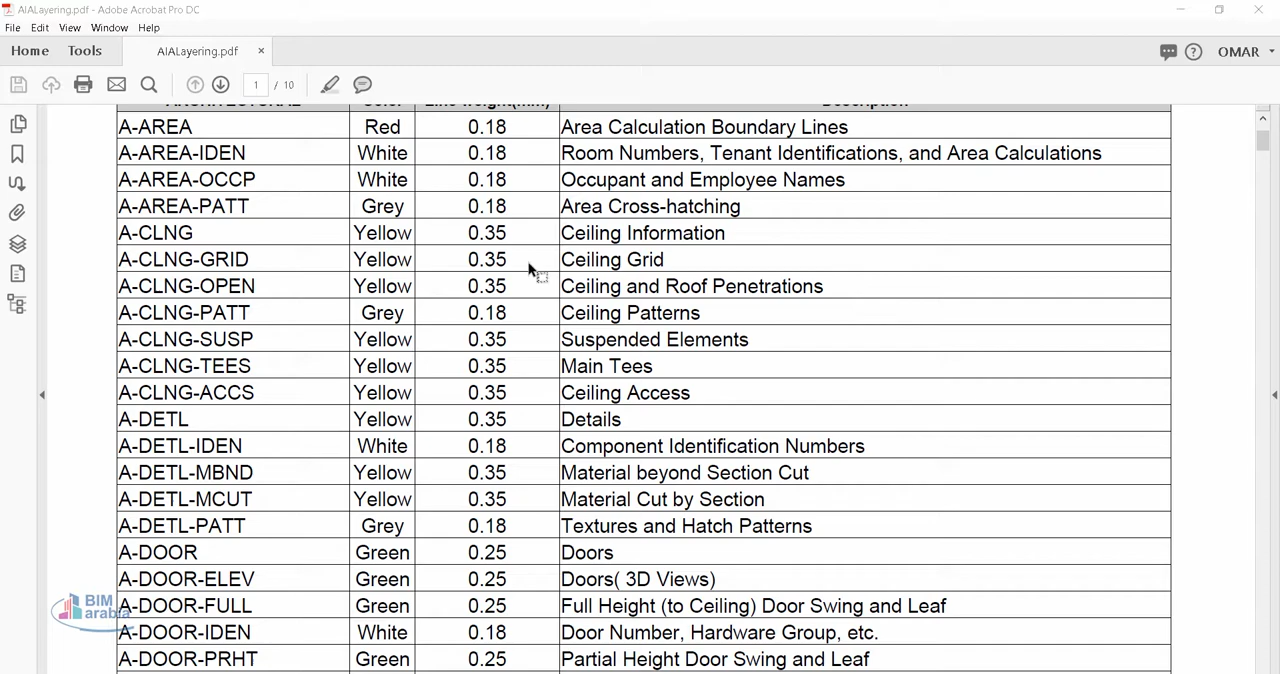 AIALayering.pdf - Adobe Acrobat Pro DC
File Edit View Window Help
Home Tools AIALayering.pdf × OMAR
1 / 10
ARCHITECTURAL Color Line weight(mm) Description
A-AREA Red 0.18 Area Calculation Boundary Lines
A-AREA-IDEN White 0.18 Room Numbers, Tenant Identifications, and Area Calculations
A-AREA-OCCP White 0.18 Occupant and Employee Names
A-AREA-PATT Grey 0.18 Area Cross-hatching
A-CLNG Yellow 0.35 Ceiling Information
A-CLNG-GRID Yellow 0.35 Ceiling Grid
A-CLNG-OPEN Yellow 0.35 Ceiling and Roof Penetrations
A-CLNG-PATT Grey 0.18 Ceiling Patterns
A-CLNG-SUSP Yellow 0.35 Suspended Elements
A-CLNG-TEES Yellow 0.35 Main Tees
A-CLNG-ACCS Yellow 0.35 Ceiling Access
A-DETL Yellow 0.35 Details
A-DETL-IDEN White 0.18 Component Identification Numbers
A-DETL-MBND Yellow 0.35 Material beyond Section Cut
A-DETL-MCUT Yellow 0.35 Material Cut by Section
A-DETL-PATT Grey 0.18 Textures and Hatch Patterns
A-DOOR Green 0.25 Doors
A-DOOR-ELEV Green 0.25 Doors( 3D Views)
A-DOOR-FULL Green 0.25 Full Height (to Ceiling) Door Swing and Leaf
A-DOOR-IDEN White 0.18 Door Number, Hardware Group, etc.
A-DOOR-PRHT Green 0.25 Partial Height Door Swing and Leaf
BIM
arabia